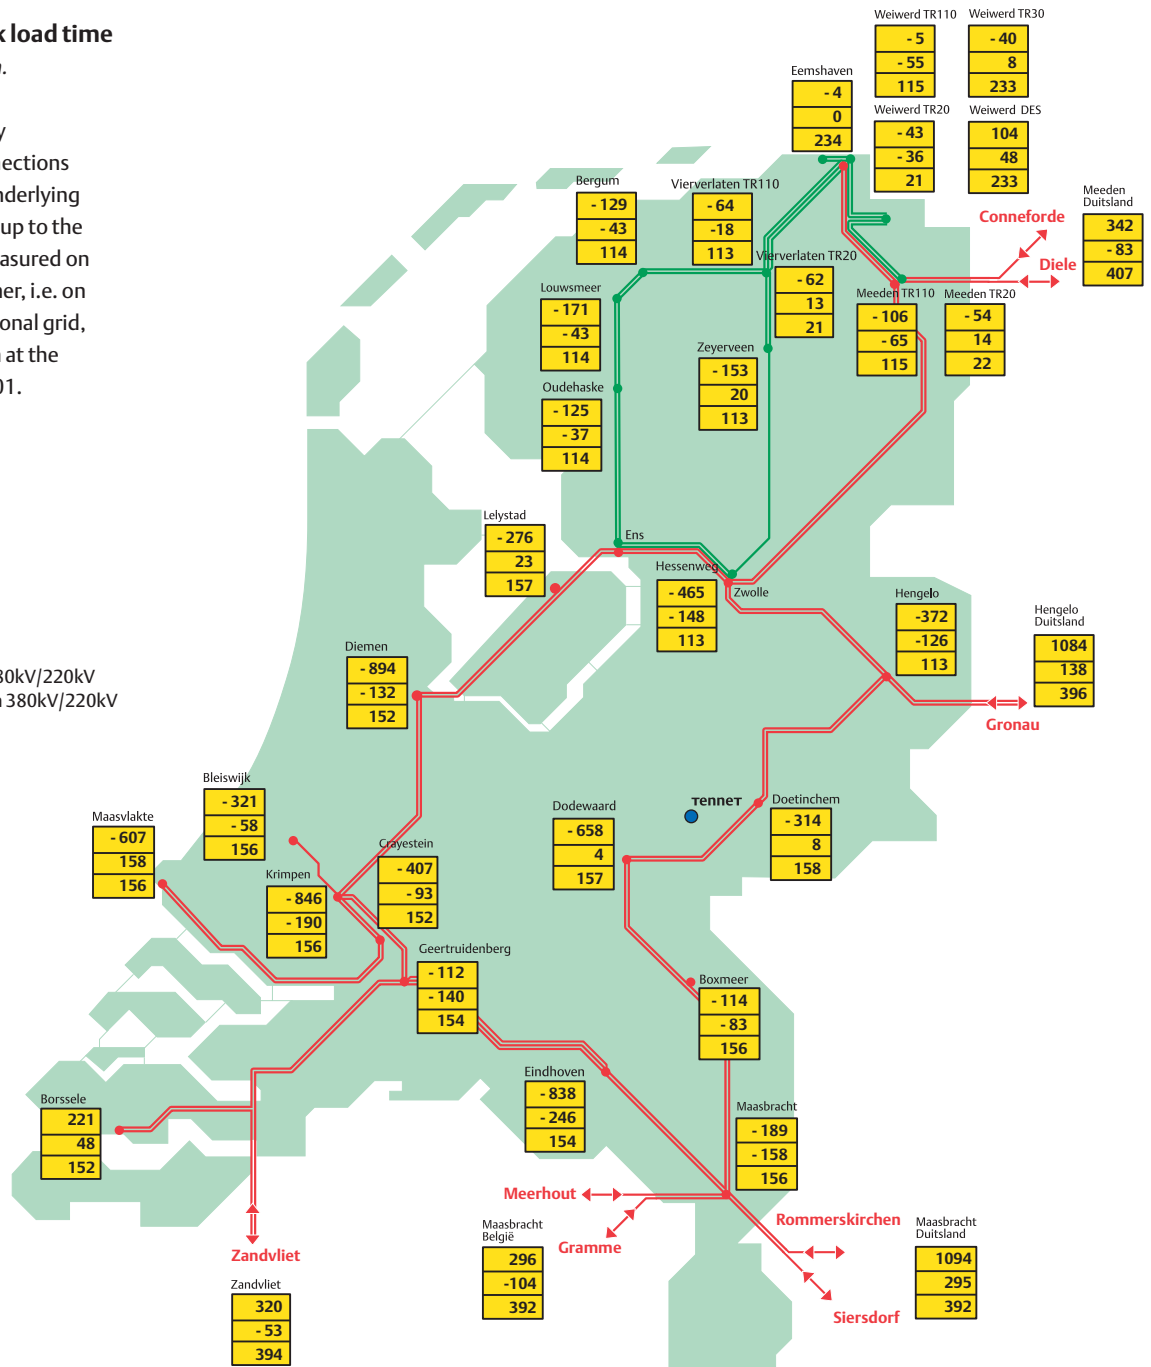 load time
nections
nderlying
up to the
asured on
her, i.e. on
ional grid,
at the
01.
80kV/220kV
380kV/220kV
Weiwerd TR110
- 5
- 55
115
Weiwerd TR30
- 40
8
233
Eemshaven
- 4
0
234
Weiwerd TR20
- 43
- 36
21
Weiwerd DES
104
48
233
Bergum
- 129
- 43
114
Vierverlaten TR110
- 64
-18
113
Meeden
Duitsland
342
- 83
407
Conneforde
Diele
Vierverlaten TR20
- 62
13
21
Louwsmeer
- 171
- 43
114
Meeden TR110
- 106
- 65
115
Meeden TR20
- 54
14
22
Zeyerveen
- 153
20
113
Oudehaske
- 125
- 37
114
Lelystad
- 276
23
157
Ens
Hessenweg
- 465
- 148
113
Zwolle
Hengelo
-372
-126
113
Hengelo
Duitsland
1084
138
396
Gronau
Diemen
- 894
- 132
152
Bleiswijk
- 321
- 58
156
Maasvlakte
- 607
158
156
Crayestein
- 407
- 93
152
Krimpen
- 846
- 190
156
Dodewaard
- 658
4
157
TenneT
Doetinchem
- 314
8
158
Geertruidenberg
- 112
- 140
154
Boxmeer
- 114
- 83
156
Eindhoven
- 838
- 246
154
Borssele
221
48
152
Maasbracht
- 189
- 158
156
Meerhout
Gramme
Maasbracht
België
296
-104
392
Rommerskirchen
Siersdorf
Maasbracht
Duitsland
1094
295
392
Zandvliet
Zandvliet
320
- 53
394